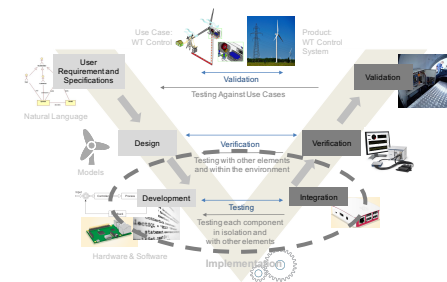 Use Case:
WT Control
Product:
WT Control
System
User
Requirement and
Specifications
Validation
Validation
Testing Against Use Cases
Natural Language
Design
Verification
Verification
Testing with other elements
and within the environment
Models
Development
Testing
Integration
Testing each component
in isolation and
with other elements
Hardware & Software
Implementation